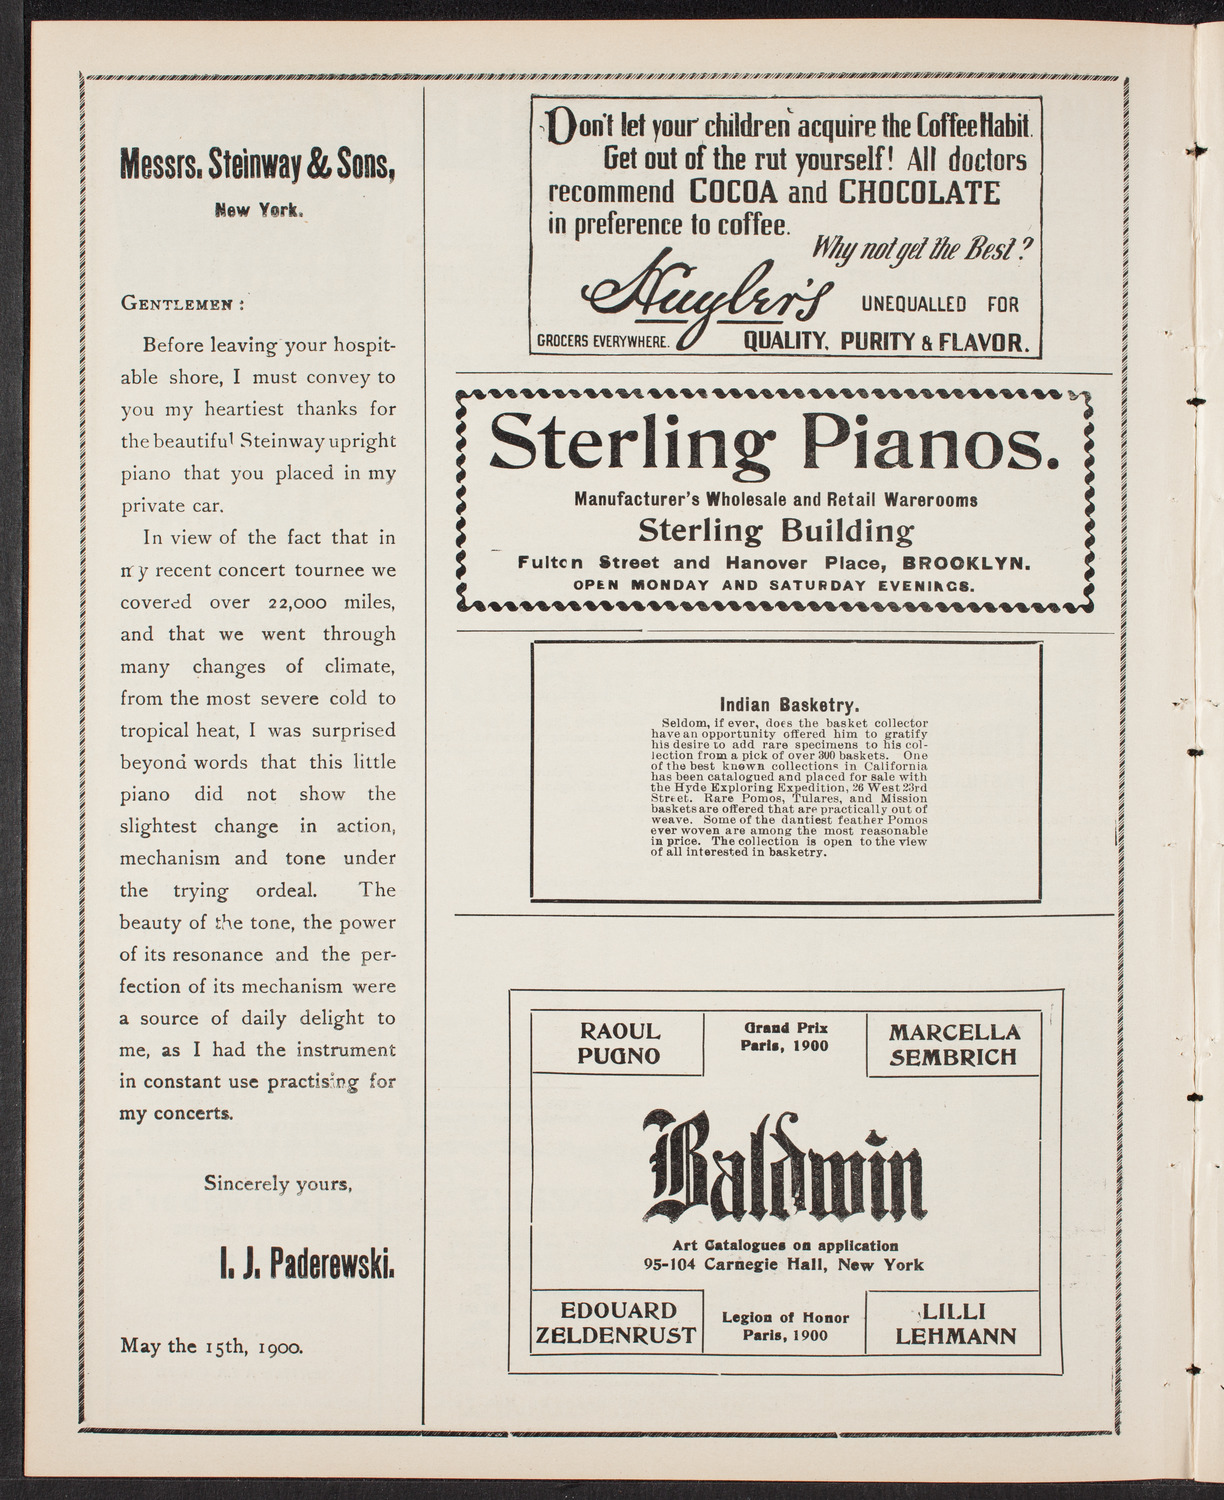 Messrs. Steinway & Sons,
New York.
GENTLEMEN :
Before leaving your hospit-
able shore, I must convey to
you my heartiest thanks for
the beautiful Steinway upright
piano that you placed in my
private car.
In view of the fact that in
my recent concert tournee we
covered over 22,000 miles,
and that we went through
many changes of climate,
from the most severe cold to
tropical heat, I was surprised
beyond words that this little
piano did not show the
slightest change in action,
mechanism and tone under
the trying ordeal. The
beauty of the tone, the power
of its resonance and the per-
fection of its mechanism were
a source of daily delight to
me, as I had the instrument
in constant use practising for
my concerts.
Sincerely yours,
I. J. Paderewski.
May the 15th, 1900.
Don't let your children acquire the Coffee Habit.
Get out of the rut yourself! All doctors
recommend COCOA and CHOCOLATE
in preference to coffee.
Why not get the Best?
Huyler's UNEQUALLED FOR
GROCERS EVERYWHERE. QUALITY, PURITY & FLAVOR.
Sterling Pianos.
Manufacturer's Wholesale and Retail Warerooms
Sterling Building
Fulton Street and Hanover Place, BROOKLYN.
OPEN MONDAY AND SATURDAY EVENINGS.
Indian Basketry.
Seldom, if ever, does the basket collector
have an opportunity offered him to gratify
his desire to add rare specimens to his col-
lection from a pick of over 300 baskets. One
of the best known collections in California
has been catalogued and placed for sale with
the Hyde Exploring Expedition, 26 West 23rd
Street. Rare Pomos, Tulares, and Mission
baskets are offered that are practically out of
weave. Some of the dantiest feather Pomos
ever woven are among the most reasonable
in price. The collection is open to the view
of all interested in basketry.
RAOUL
PUGNO
Grand Prix
Paris, 1900
MARCELLA
SEMBRICH
Baldwin
Art Catalogues on application
95-104 Carnegie Hall, New York
EDOUARD
ZELDENRUST
Legion of Honor
Paris, 1900
LILLI
LEHMANN